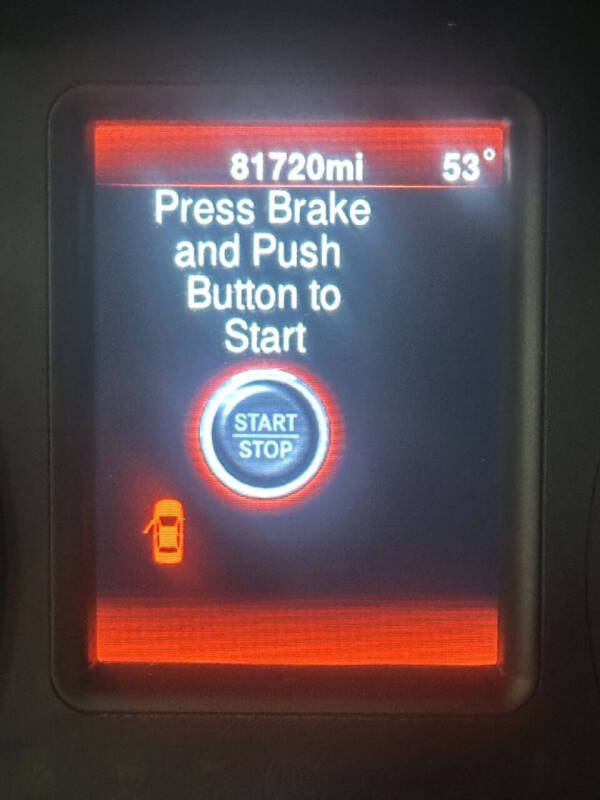 81720mi 53°
Press Brake
and Push
Button to
Start
START
STOP